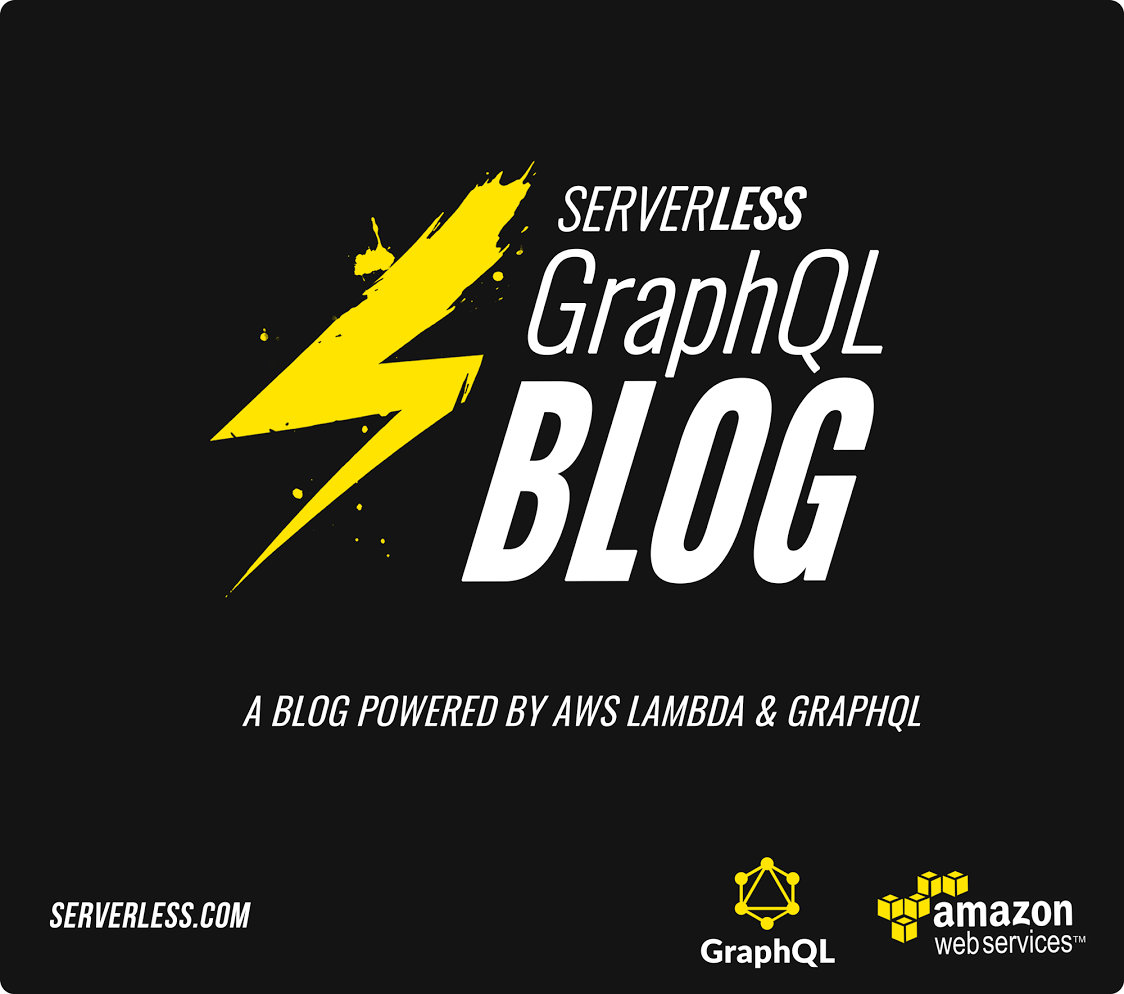 SERVERLESS
GraphQL
BLOG
A BLOG POWERED BY AWS LAMBDA & GRAPHQL
SERVERLESS.COM
GraphQL
amazon
web services™